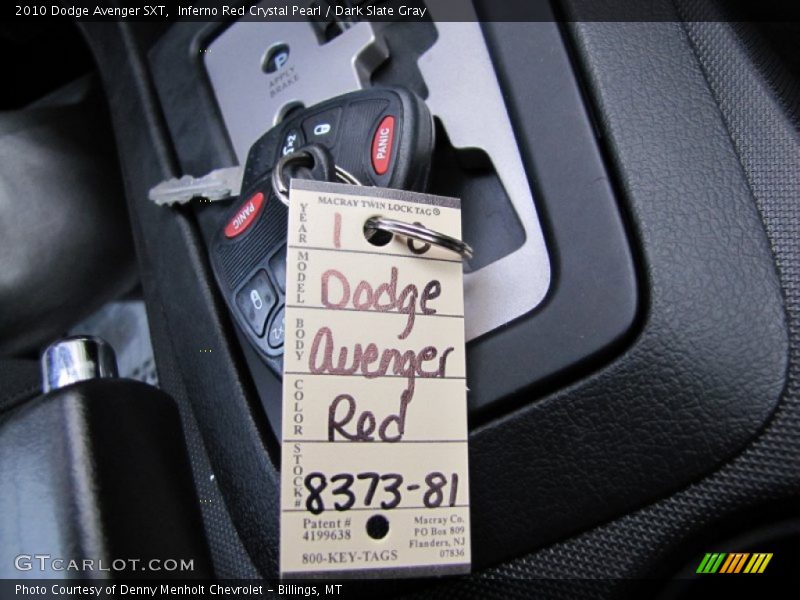 2010 Dodge Avenger SXT,  Inferno Red Crystal Pearl / Dark Slate Gray
P
APPLY
BRAKE
PANIC
PANIC
MACRAY TWIN LOCK TAG®
YEAR 10
MODEL Dodge
BODY Avenger
COLOR Red
STOCK# 8373-81
Patent #
4199638
800-KEY-TAGS
Macray Co.
PO Box 809
Flanders, NJ
07836
GTCARLOT.COM
Photo Courtesy of Denny Menholt Chevrolet - Billings, MT